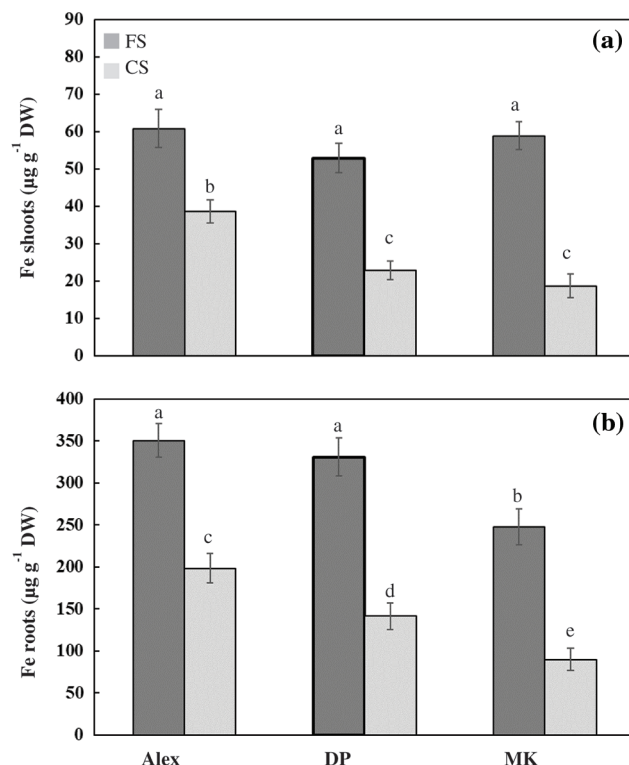 90
80
70
60
50
40
30
20
10
0
Fe shoots (µg g⁻¹ DW)
FS
CS
(a)
a
b
a
c
a
c
400
350
300
250
200
150
100
50
0
Fe roots (µg g⁻¹ DW)
(b)
a
c
a
d
b
e
Alex DP MK